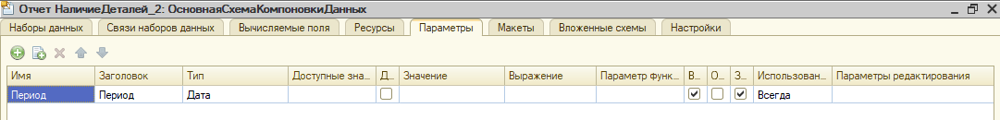 Отчет НаличиеДеталей_2: ОсновнаяСхемаКомпоновкиДанных
Наборы данных Связи наборов данных Вычисляемые поля Ресурсы Параметры Макеты Вложенные схемы Настройки
Имя Заголовок Тип Доступные зна... Д... Значение Выражение Параметр функ... В... О... З... Использован... Параметры редактирования
Период Период Дата Всегда